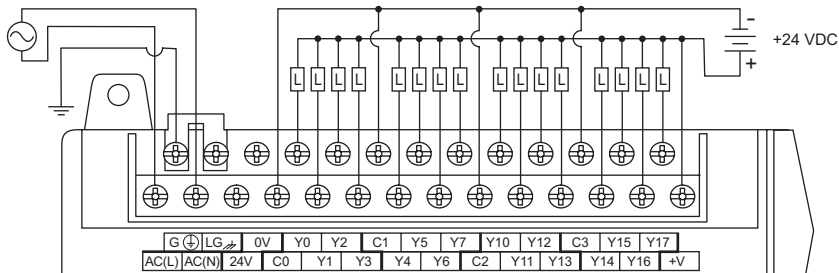 - +24 VDC
+
L L L L L L L L L L L L L L L L
G LG 0V Y0 Y2 C1 Y5 Y7 Y10 Y12 C3 Y15 Y17
AC(L) AC(N) 24V C0 Y1 Y3 Y4 Y6 C2 Y11 Y13 Y14 Y16 +V